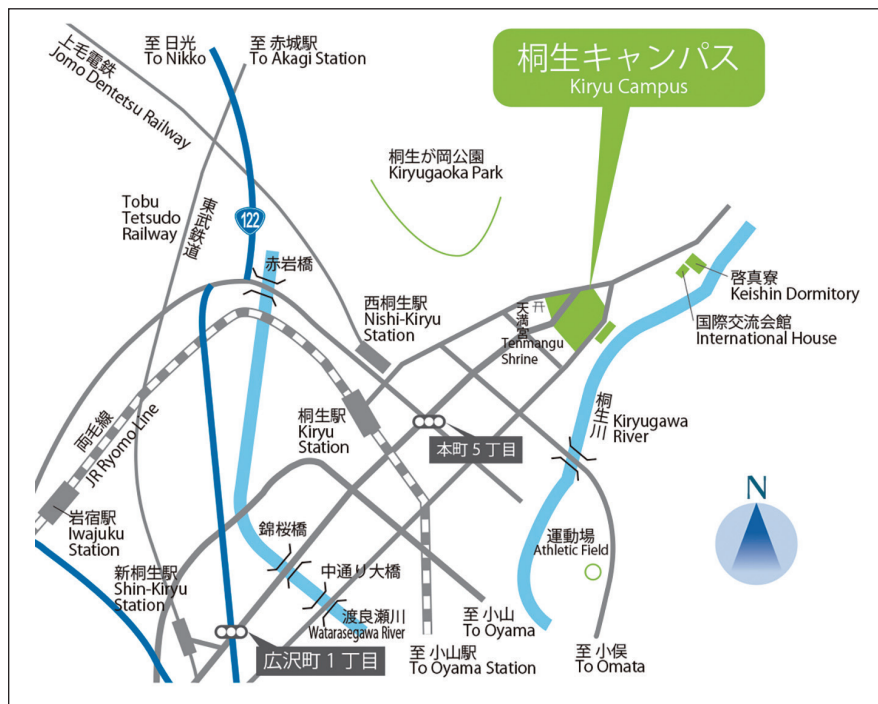 上毛電鉄
Jomo Dentetsu Railway
至 日光
To Nikko
至 赤城駅
To Akagi Station
桐生キャンパス
Kiryu Campus
桐生が岡公園
Kiryugaoka Park
Tobu
Tetsudo
Railway
東武鉄道
122
赤岩橋
西桐生駅
Nishi-Kiryu
Station
天満宮
Tenmangu
Shrine
啓真寮
Keishin Dormitory
国際交流会館
International House
両毛線
JR Ryomo Line
桐生駅
Kiryu
Station
本町5丁目
桐生川
Kiryugawa
River
岩宿駅
Iwajuku
Station
錦桜橋
中通り大橋
運動場
Athletic Field
N
新桐生駅
Shin-Kiryu
Station
渡良瀬川
Watarasegawa River
至 小山
To Oyama
広沢町1丁目
至 小山駅
To Oyama Station
至 小俣
To Omata